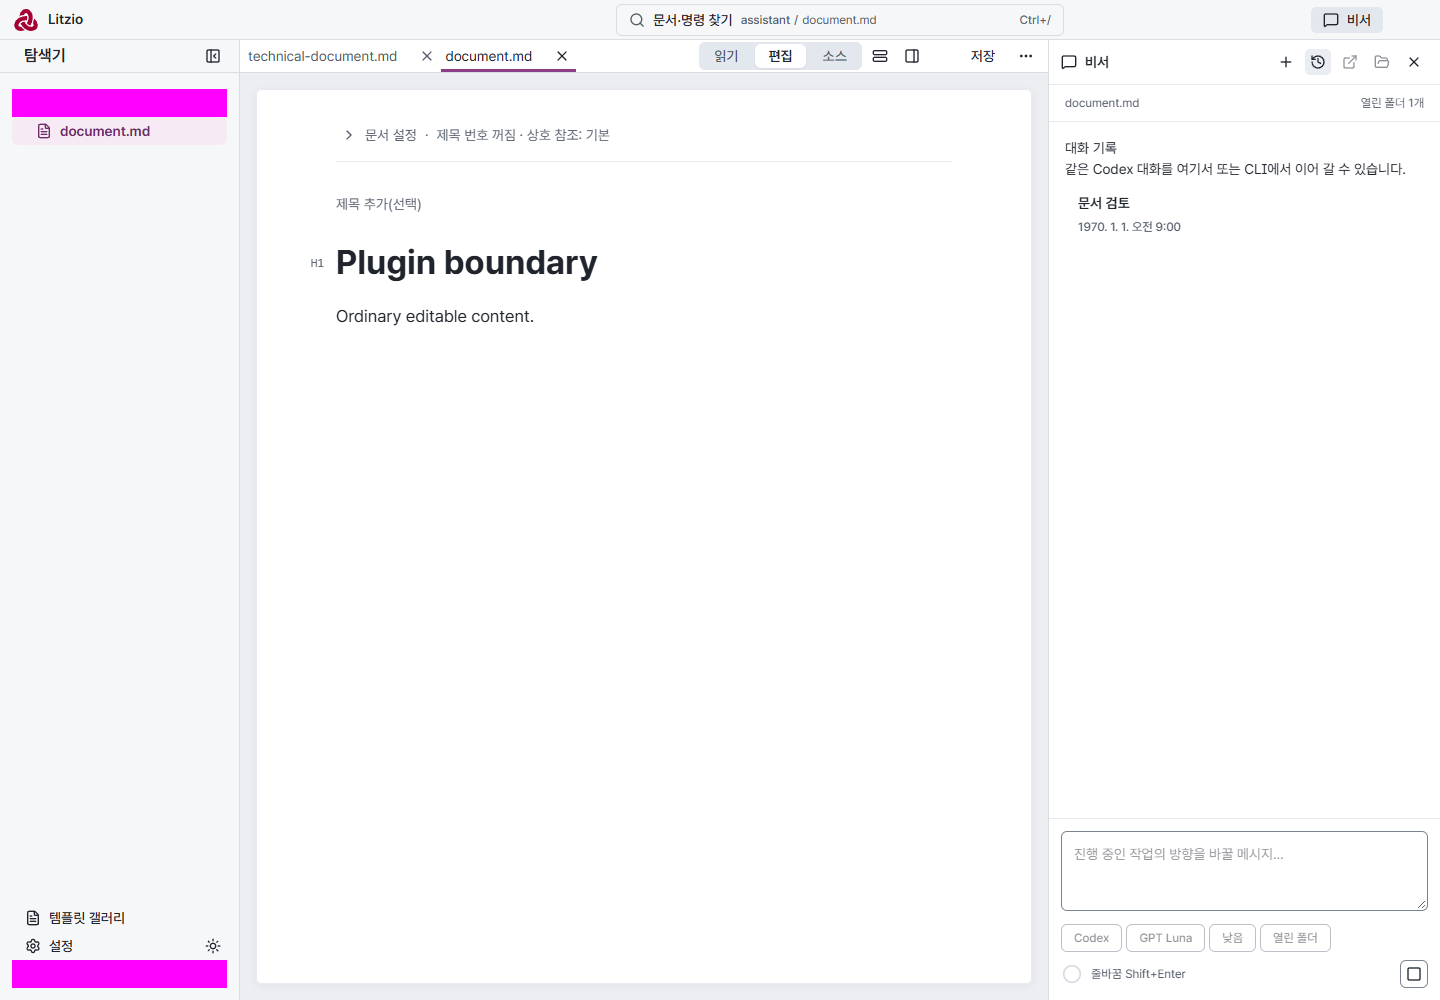 Litzio
문서·명령 찾기 assistant / document.md Ctrl+/
비서
탐색기
technical-document.md
document.md
읽기
편집
소스
저장
비서
document.md
document.md
열린 폴더 1개
문서 설정 · 제목 번호 꺼짐 · 상호 참조: 기본
제목 추가(선택)
H1 Plugin boundary
Ordinary editable content.
대화 기록
같은 Codex 대화를 여기서 또는 CLI에서 이어 갈 수 있습니다.
문서 검토
1970. 1. 1. 오전 9:00
진행 중인 작업의 방향을 바꿀 메시지...
Codex
GPT Luna
낮음
열린 폴더
줄바꿈 Shift+Enter
템플릿 갤러리
설정